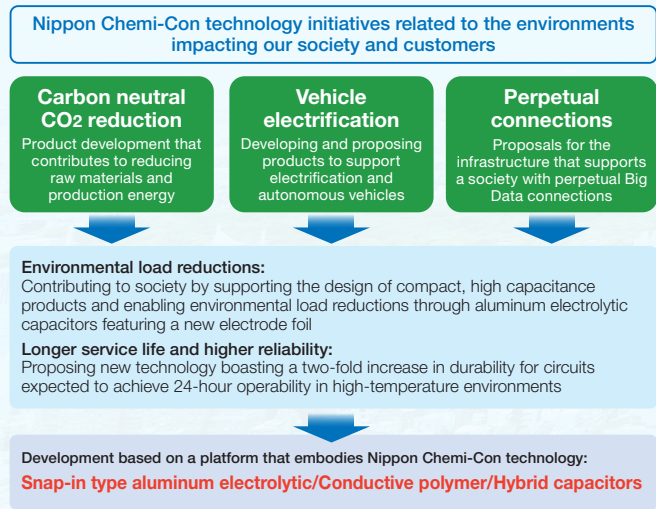 Nippon Chemi-Con technology initiatives related to the environments
impacting our society and customers
Carbon neutral
CO2 reduction
Product development that
contributes to reducing
raw materials and
production energy
Vehicle
electrification
Developing and proposing
products to support
electrification and
autonomous vehicles
Perpetual
connections
Proposals for the
infrastructure that supports
a society with perpetual Big
Data connections
Environmental load reductions:
Contributing to society by supporting the design of compact, high capacitance
products and enabling environmental load reductions through aluminum electrolytic
capacitors featuring a new electrode foil
Longer service life and higher reliability:
Proposing new technology boasting a two-fold increase in durability for circuits
expected to achieve 24-hour operability in high-temperature environments
Development based on a platform that embodies Nippon Chemi-Con technology:
Snap-in type aluminum electrolytic/Conductive polymer/Hybrid capacitors